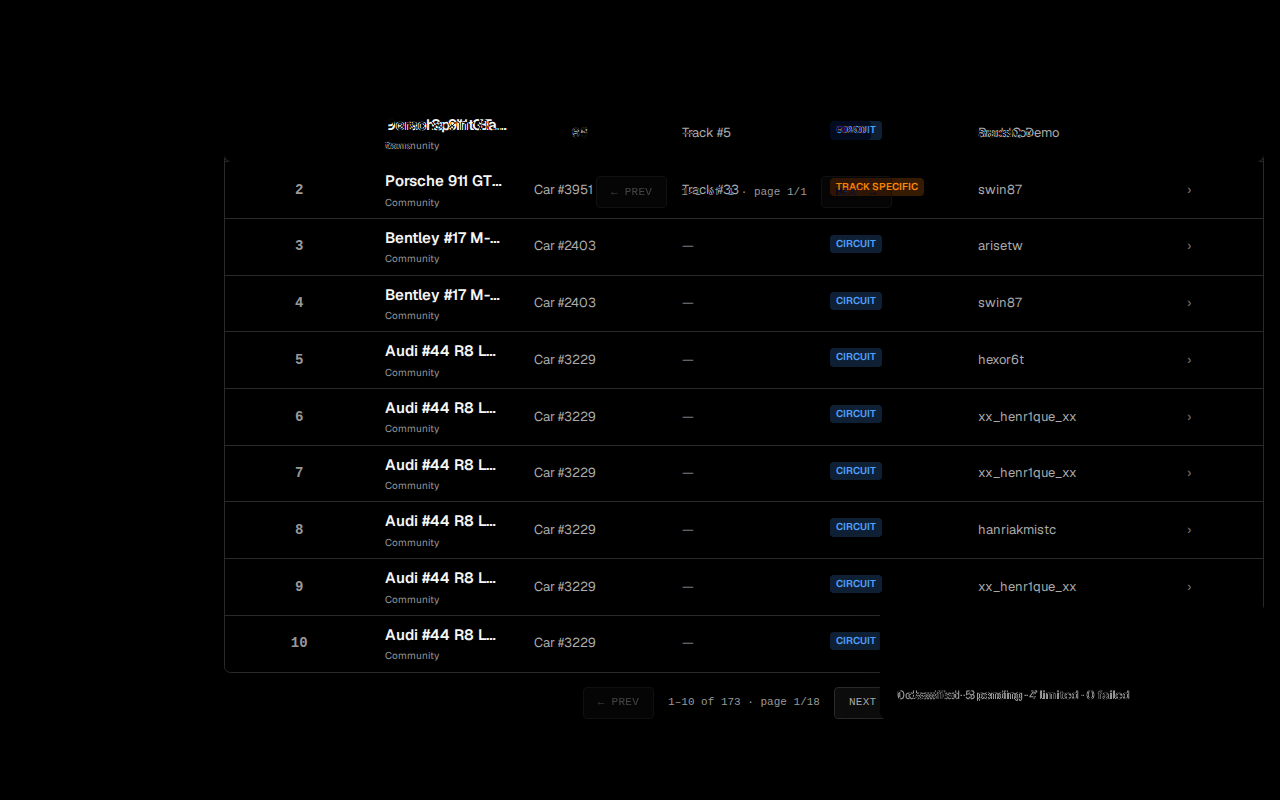 Track #5
Community
2 Porsche 911 GT... Car #3951 ← PREV Track #33 · page 1/1 TRACK SPECIFIC swin87 ›
Community
3 Bentley #17 M-... Car #2403 — CIRCUIT arisetw ›
Community
4 Bentley #17 M-... Car #2403 — CIRCUIT swin87 ›
Community
5 Audi #44 R8 L... Car #3229 — CIRCUIT hexor6t ›
Community
6 Audi #44 R8 L... Car #3229 — CIRCUIT xx_henr1que_xx ›
Community
7 Audi #44 R8 L... Car #3229 — CIRCUIT xx_henr1que_xx ›
Community
8 Audi #44 R8 L... Car #3229 — CIRCUIT hanriakmistc ›
Community
9 Audi #44 R8 L... Car #3229 — CIRCUIT xx_henr1que_xx ›
Community
10 Audi #44 R8 L... Car #3229 — CIRCUIT
Community
← PREV 1–10 of 173 · page 1/18 NEXT